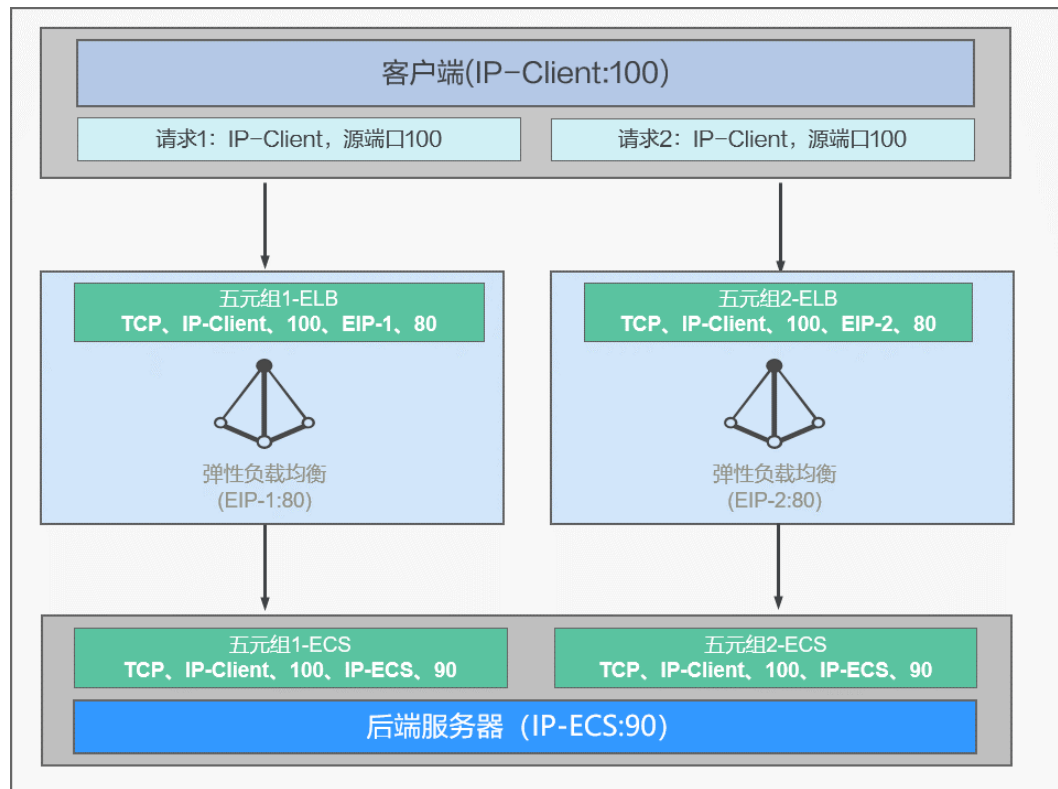 客户端(IP-Client:100)
请求1：IP-Client，源端口100
请求2：IP-Client，源端口100
五元组1-ELB
TCP、IP-Client、100、EIP-1、80
五元组2-ELB
TCP、IP-Client、100、EIP-2、80
弹性负载均衡
(EIP-1:80)
弹性负载均衡
(EIP-2:80)
五元组1-ECS
TCP、IP-Client、100、IP-ECS、90
五元组2-ECS
TCP、IP-Client、100、IP-ECS、90
后端服务器（IP-ECS:90）